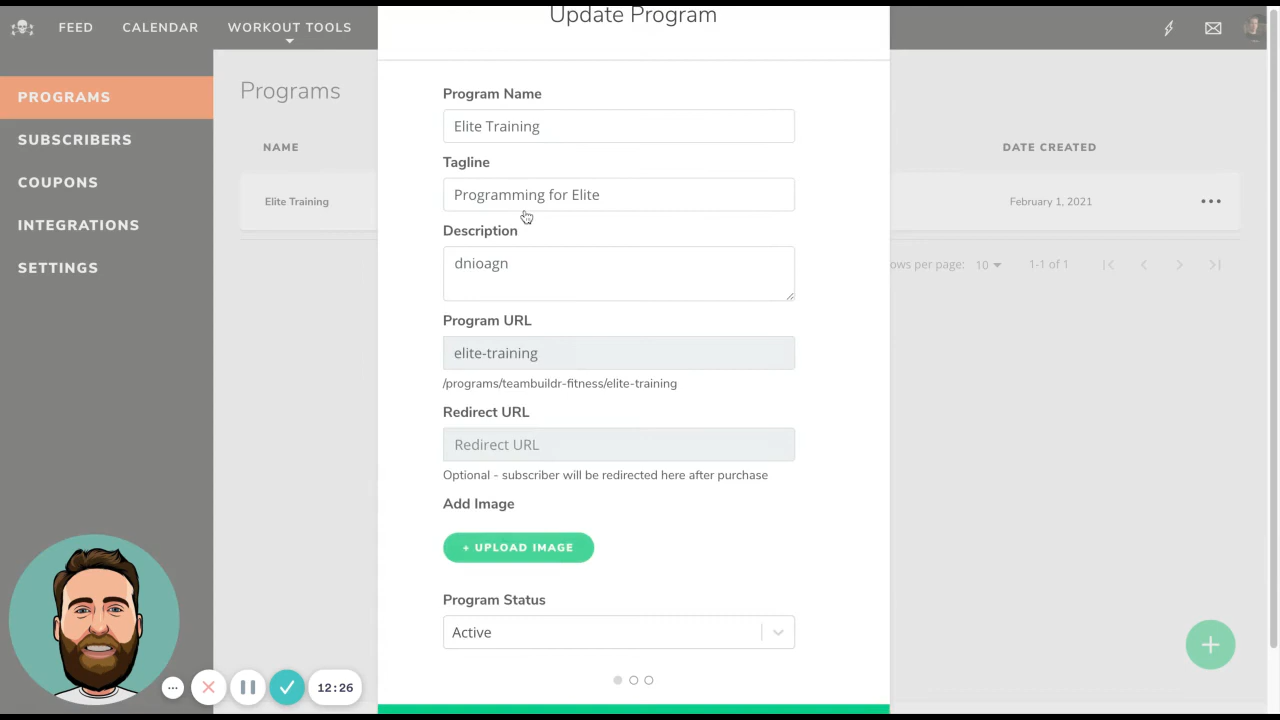 Update Program
FEED
CALENDAR
WORKOUT TOOLS
PROGRAMS
SUBSCRIBERS
COUPONS
INTEGRATIONS
SETTINGS
Programs
NAME
DATE CREATED
Elite Training
February 1, 2021
ows per page: 10
1-1 of 1
Program Name
Elite Training
Tagline
Programming for Elite
Description
dnioagn
Program URL
elite-training
/programs/teambuildr-fitness/elite-training
Redirect URL
Redirect URL
Optional - subscriber will be redirected here after purchase
Add Image
+ UPLOAD IMAGE
Program Status
Active
12:26